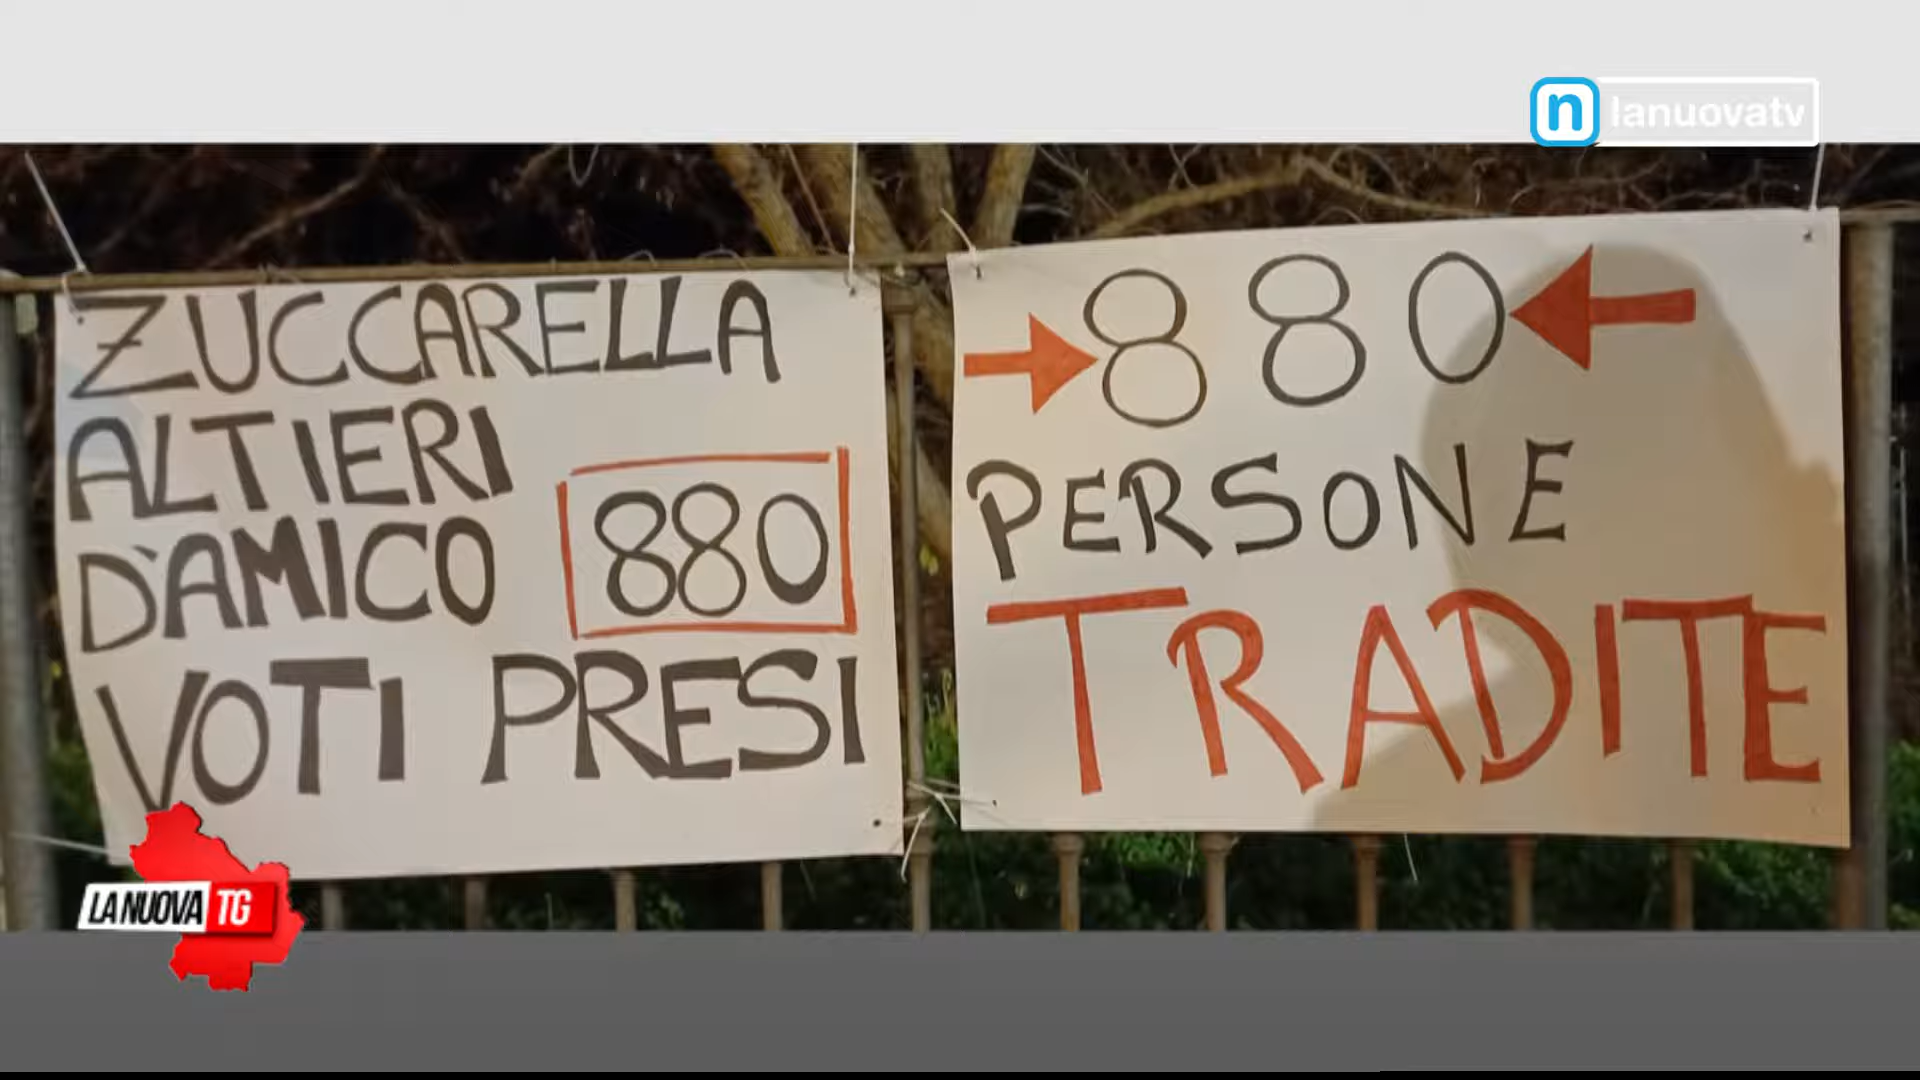 lanuovatv
ZUCCARELLA
ALTIERI
D'AMICO 880
VOTI PRESI
880
PERSONE
TRADITE
LA NUOVA TG